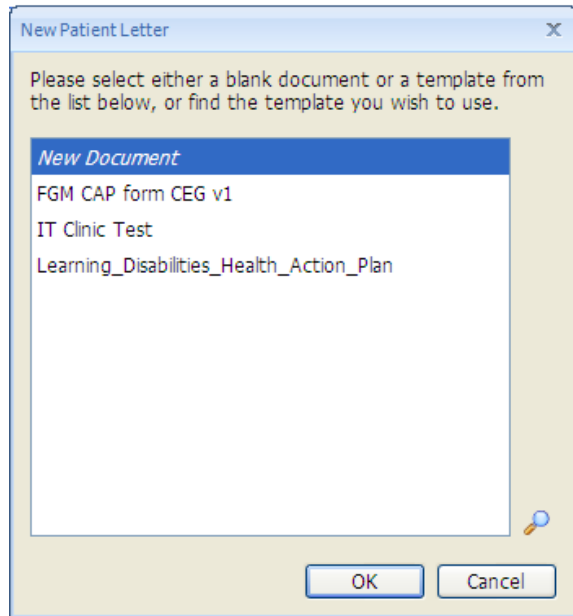 New Patient Letter
Please select either a blank document or a template from
the list below, or find the template you wish to use.
New Document
FGM CAP form CEG v1
IT Clinic Test
Learning_Disabilities_Health_Action_Plan
OK Cancel